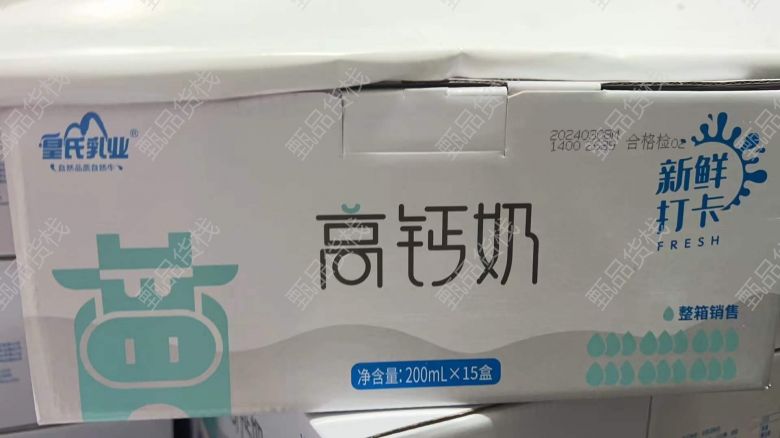 皇氏乳业®
自然品质自然牛
合格检02
1400
新鲜
打卡
FRESH
高钙奶
整箱销售
净含量:200mL×15盒
甄品货栈